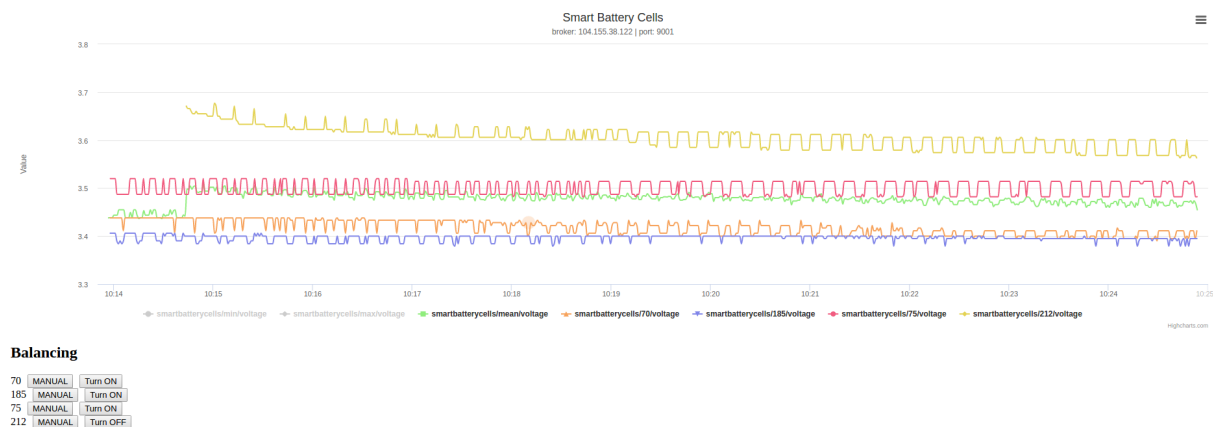 Smart Battery Cells
broker: 104.155.38.122 | port: 9001
3.8
3.7
3.6
3.5
3.4
3.3
Value
10:14 10:15 10:16 10:17 10:18 10:19 10:20 10:21 10:22 10:23 10:24 10:25
smartbatterycells/min/voltage smartbatterycells/max/voltage smartbatterycells/mean/voltage smartbatterycells/70/voltage smartbatterycells/185/voltage smartbatterycells/75/voltage smartbatterycells/212/voltage
Highcharts.com
Balancing
70 MANUAL Turn ON
185 MANUAL Turn ON
75 MANUAL Turn ON
212 MANUAL Turn OFF